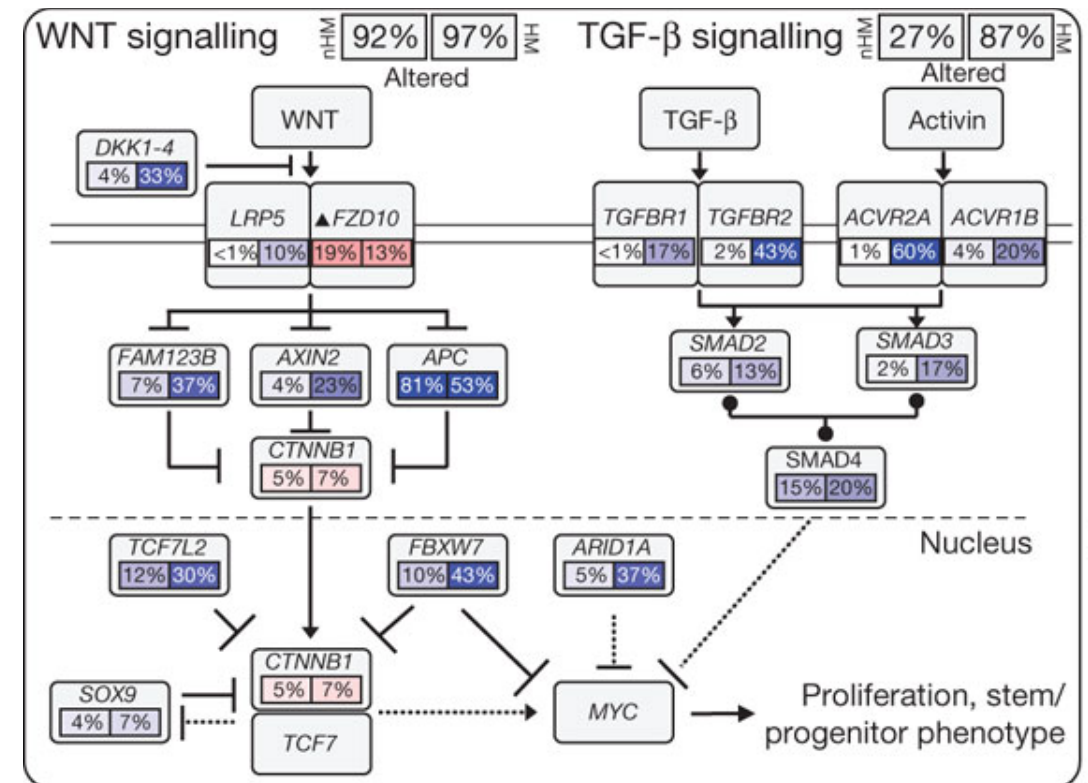 WNT signalling
nHM
92% 97%
HM
Altered
TGF-β signalling
nHM
27% 87%
HM
Altered
WNT
TGF-β
Activin
DKK1-4
4% 33%
LRP5
▲FZD10
<1% 10% 19% 13%
TGFBR1
TGFBR2
<1% 17% 2% 43%
ACVR2A
ACVR1B
1% 60% 4% 20%
FAM123B
7% 37%
AXIN2
4% 23%
APC
81% 53%
SMAD2
6% 13%
SMAD3
2% 17%
CTNNB1
5% 7%
SMAD4
15% 20%
Nucleus
TCF7L2
12% 30%
FBXW7
10% 43%
ARID1A
5% 37%
CTNNB1
5% 7%
TCF7
SOX9
4% 7%
MYC
Proliferation, stem/
progenitor phenotype